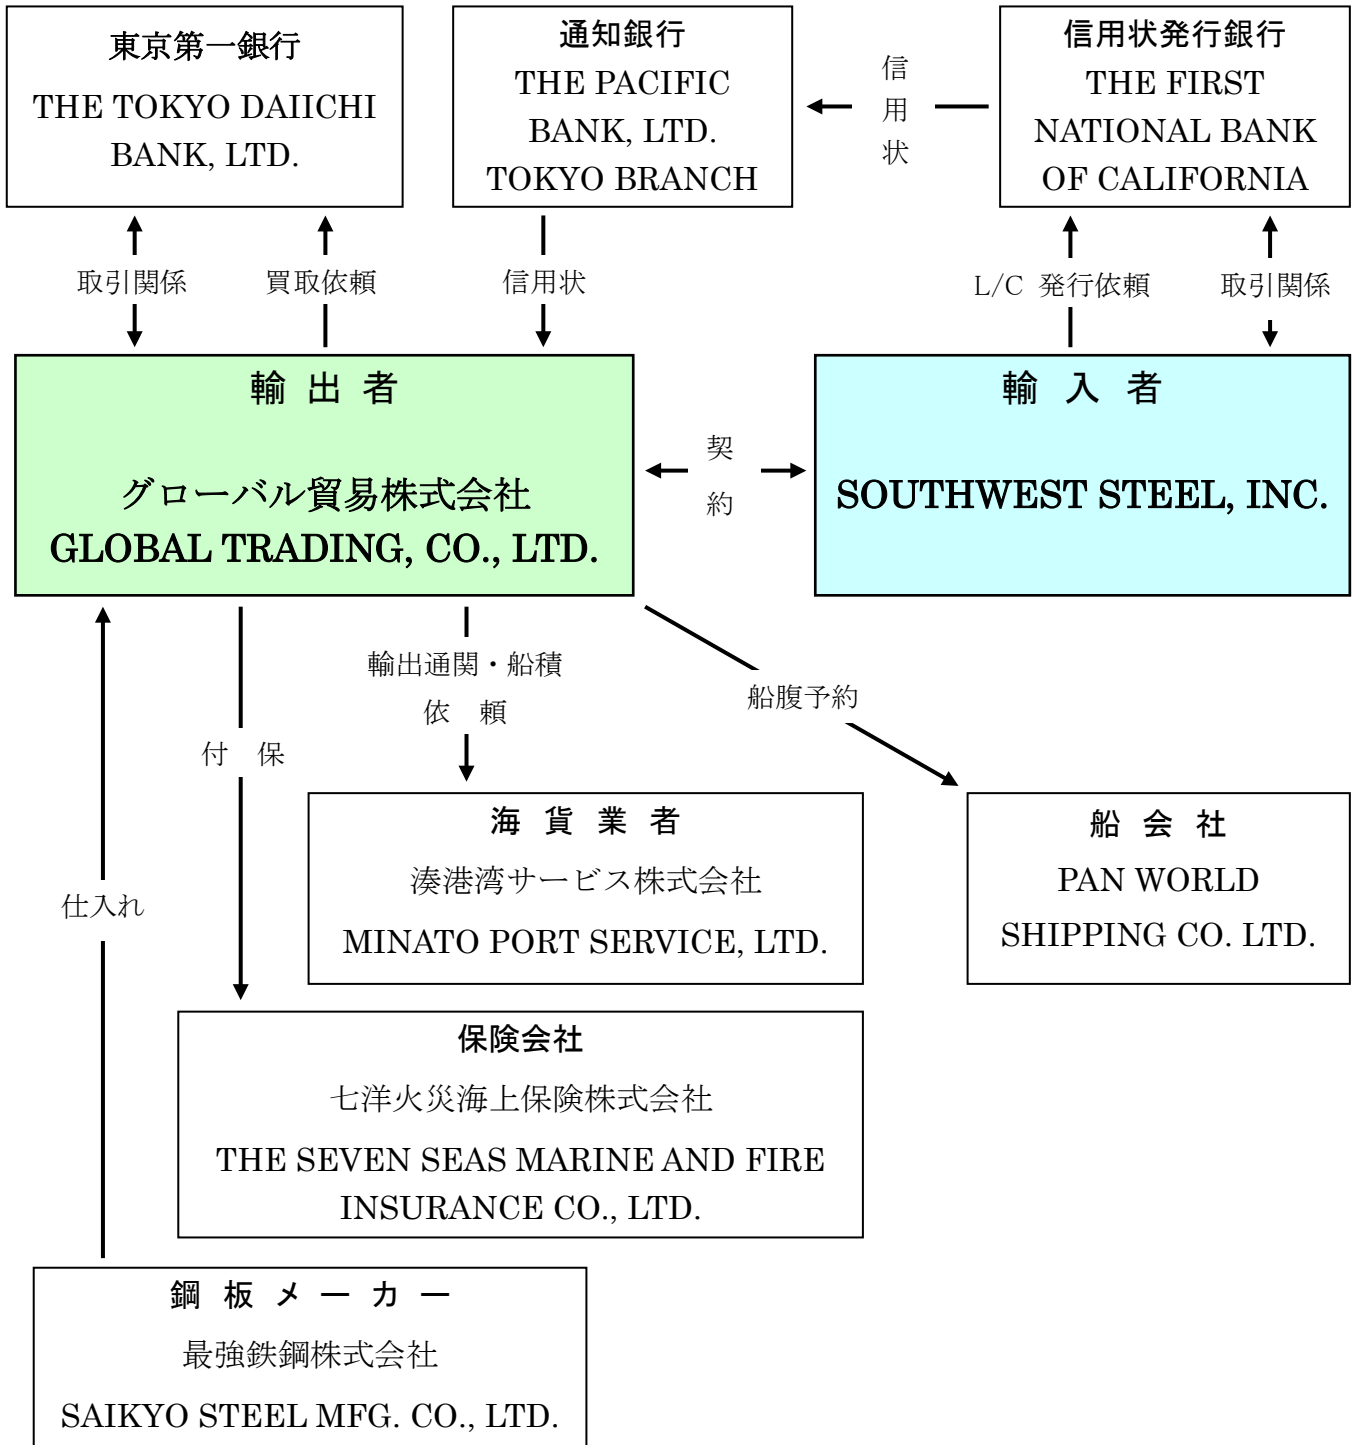 東京第一銀行
THE TOKYO DAIICHI
BANK, LTD.
通知銀行
THE PACIFIC
BANK, LTD.
TOKYO BRANCH
信用状
信用状発行銀行
THE FIRST
NATIONAL BANK
OF CALIFORNIA
取引関係
買取依頼
信用状
L/C 発行依頼
取引関係
輸 出 者
グローバル貿易株式会社
GLOBAL TRADING, CO., LTD.
契約
輸 入 者
SOUTHWEST STEEL, INC.
輸出通関・船積
依 頼
船腹予約
付 保
仕入れ
海 貨 業 者
湊港湾サービス株式会社
MINATO PORT SERVICE, LTD.
船 会 社
PAN WORLD
SHIPPING CO. LTD.
保険会社
七洋火災海上保険株式会社
THE SEVEN SEAS MARINE AND FIRE
INSURANCE CO., LTD.
鋼 板 メ ー カ ー
最強鉄鋼株式会社
SAIKYO STEEL MFG. CO., LTD.